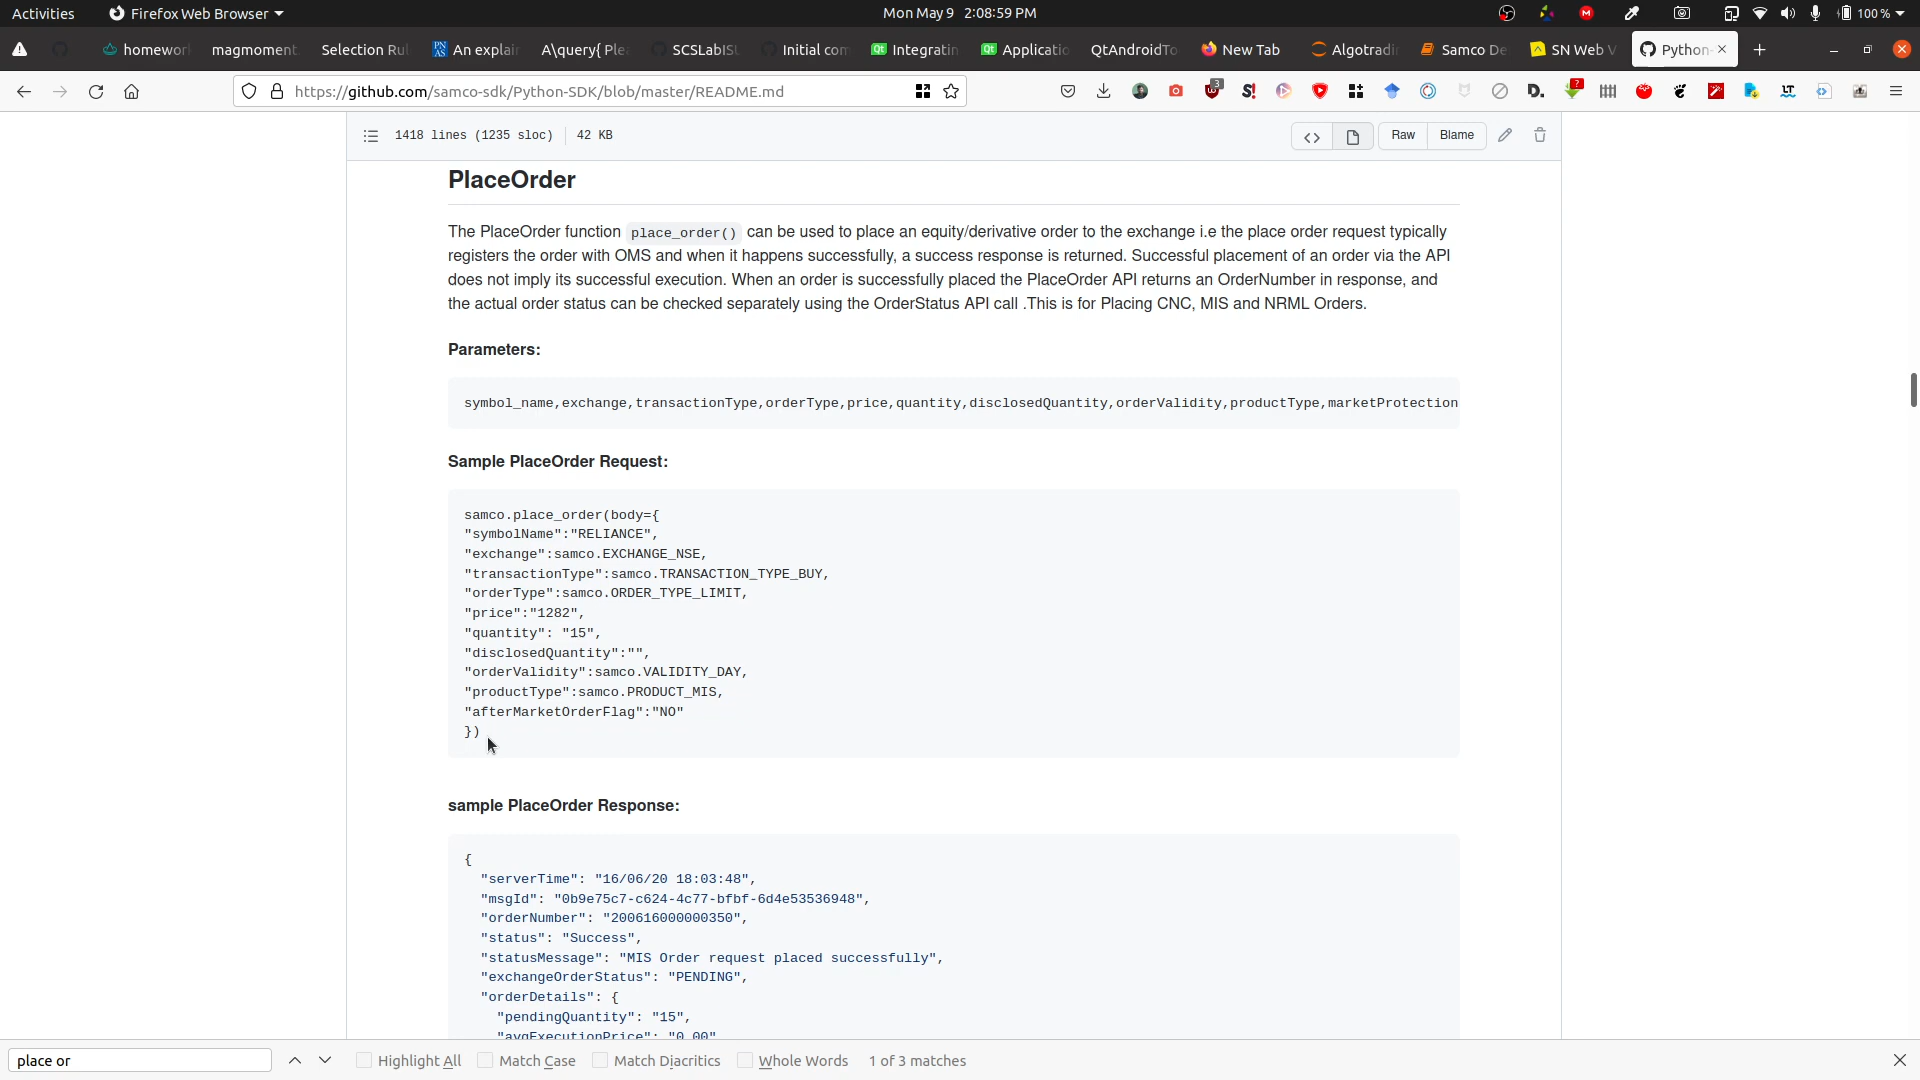 Activities Firefox Web Browser Mon May 9 2:08:59 PM 100 %
homewor magmoment Selection Rul An explai A\query{ Ple SCSLabISU Initial com Integratin Applicatio QtAndroidTo New Tab Algotradi Samco De SN Web V Python-
https://github.com/samco-sdk/Python-SDK/blob/master/README.md 3 ?
1418 lines (1235 sloc) 42 KB Raw Blame
PlaceOrder
The PlaceOrder function place_order() can be used to place an equity/derivative order to the exchange i.e the place order request typically
registers the order with OMS and when it happens successfully, a success response is returned. Successful placement of an order via the API
does not imply its successful execution. When an order is successfully placed the PlaceOrder API returns an OrderNumber in response, and
the actual order status can be checked separately using the OrderStatus API call .This is for Placing CNC, MIS and NRML Orders.
Parameters:
symbol_name,exchange,transactionType,orderType,price,quantity,disclosedQuantity,orderValidity,productType,marketProtection
Sample PlaceOrder Request:
samco.place_order(body={
"symbolName":"RELIANCE",
"exchange":samco.EXCHANGE_NSE,
"transactionType":samco.TRANSACTION_TYPE_BUY,
"orderType":samco.ORDER_TYPE_LIMIT,
"price":"1282",
"quantity": "15",
"disclosedQuantity":"",
"orderValidity":samco.VALIDITY_DAY,
"productType":samco.PRODUCT_MIS,
"afterMarketOrderFlag":"NO"
})
sample PlaceOrder Response:
{
"serverTime": "16/06/20 18:03:48",
"msgId": "0b9e75c7-c624-4c77-bfbf-6d4e53536948",
"orderNumber": "200616000000350",
"status": "Success",
"statusMessage": "MIS Order request placed successfully",
"exchangeOrderStatus": "PENDING",
"orderDetails": {
"pendingQuantity": "15",
"avgExecutionPrice": "0.00"
place or Highlight All Match Case Match Diacritics Whole Words 1 of 3 matches